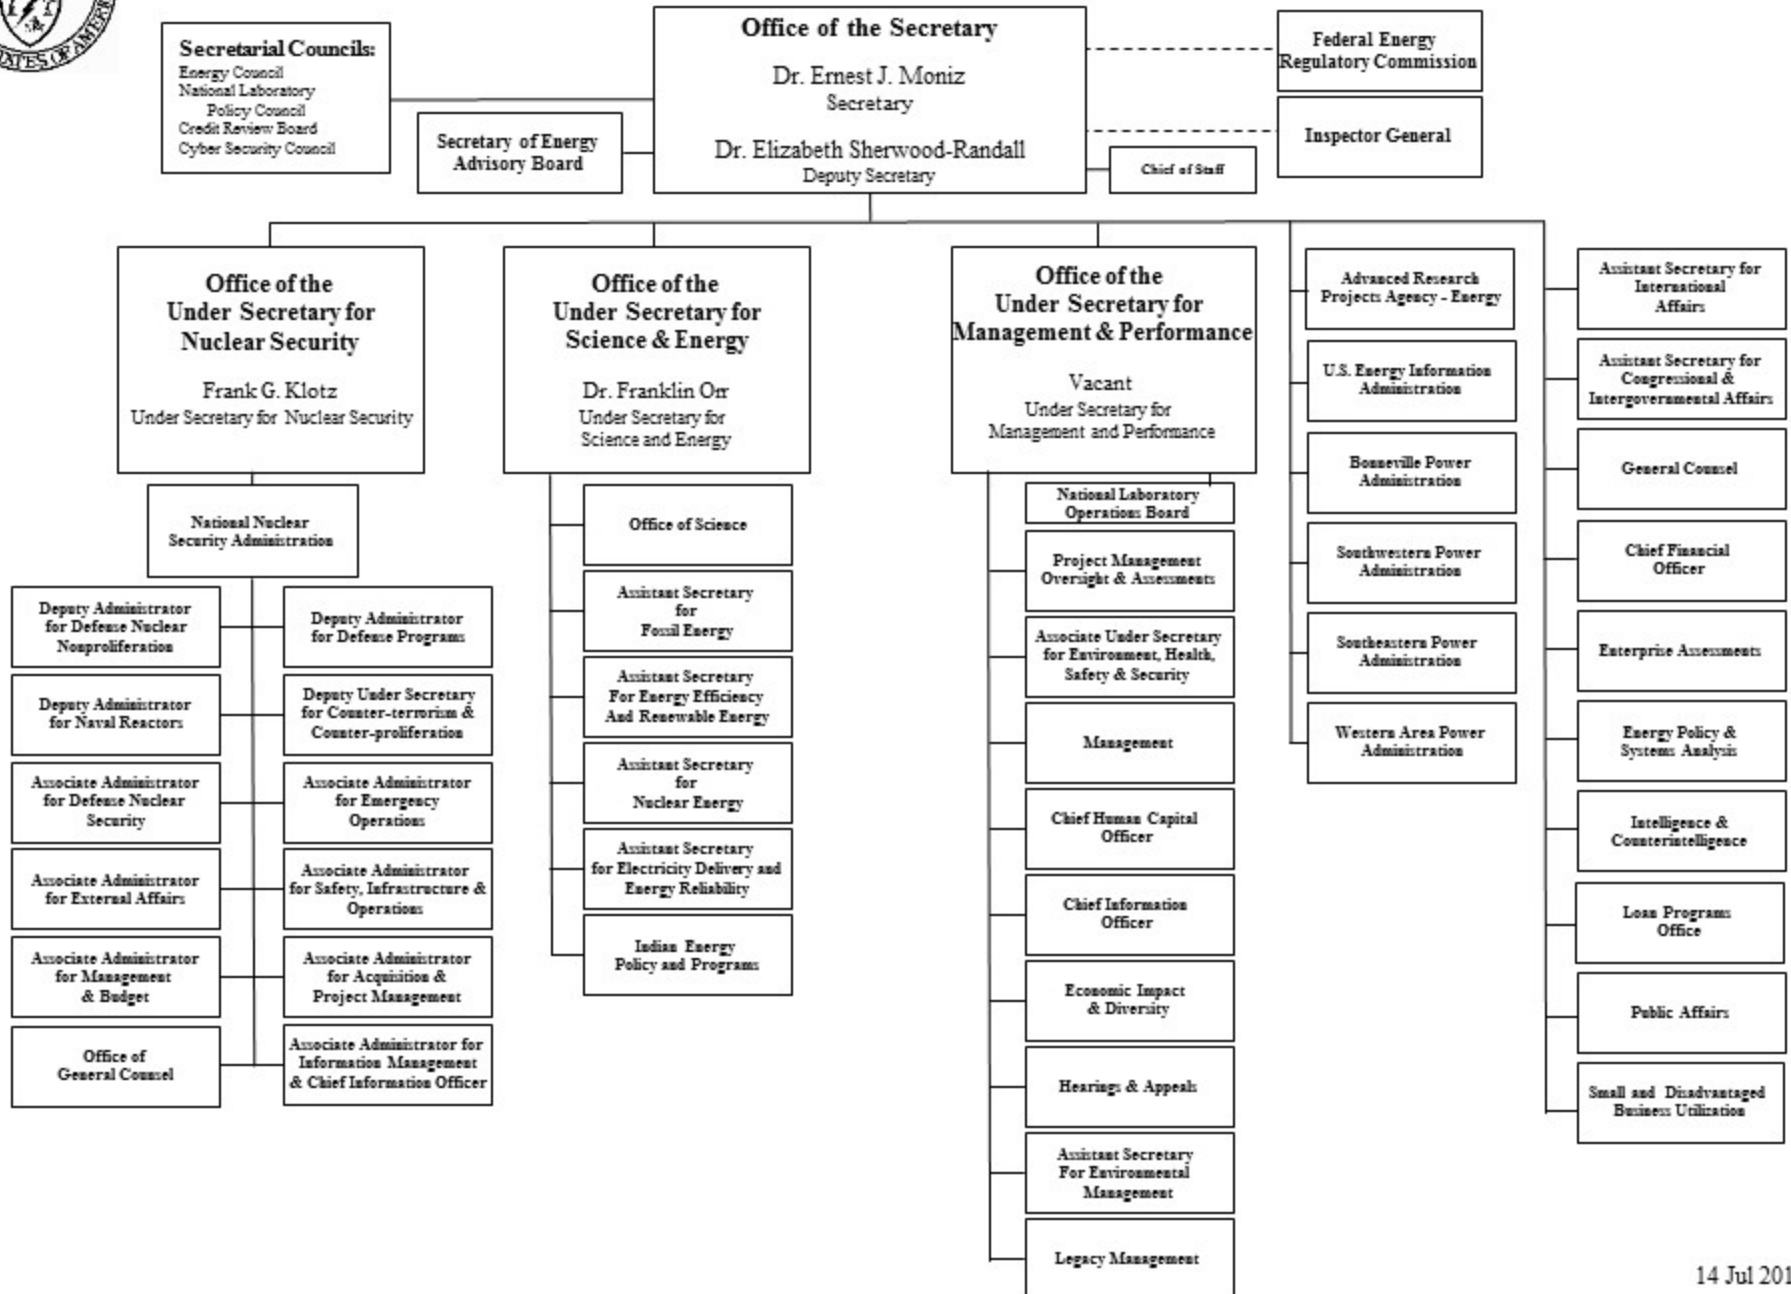 Office of the Secretary
Dr. Ernest J. Moniz
Secretary
Dr. Elizabeth Sherwood-Randall
Deputy Secretary
Secretarial Councils:
Energy Council
National Laboratory
Policy Council
Credit Review Board
Cyber Security Council
Secretary of Energy
Advisory Board
Federal Energy
Regulatory Commission
Inspector General
Chief of Staff
Office of the
Under Secretary for
Nuclear Security
Frank G. Klotz
Under Secretary for Nuclear Security
National Nuclear
Security Administration
Deputy Administrator
for Defense Nuclear
Nonproliferation
Deputy Administrator
for Defense Programs
Deputy Administrator
for Naval Reactors
Deputy Under Secretary
for Counter-terrorism &
Counter-proliferation
Associate Administrator
for Defense Nuclear
Security
Associate Administrator
for Emergency
Operations
Associate Administrator
for External Affairs
Associate Administrator
for Safety, Infrastructure &
Operations
Associate Administrator
for Management
& Budget
Associate Administrator
for Acquisition &
Project Management
Office of
General Counsel
Associate Administrator for
Information Management
& Chief Information Officer
Office of the
Under Secretary for
Science & Energy
Dr. Franklin Orr
Under Secretary for
Science and Energy
Office of Science
Assistant Secretary
for
Fossil Energy
Assistant Secretary
For Energy Efficiency
And Renewable Energy
Assistant Secretary
for
Nuclear Energy
Assistant Secretary
for Electricity Delivery and
Energy Reliability
Indian Energy
Policy and Programs
Office of the
Under Secretary for
Management & Performance
Vacant
Under Secretary for
Management and Performance
National Laboratory
Operations Board
Project Management
Oversight & Assessments
Associate Under Secretary
for Environment, Health,
Safety & Security
Management
Chief Human Capital
Officer
Chief Information
Officer
Economic Impact
& Diversity
Hearings & Appeals
Assistant Secretary
For Environmental
Management
Legacy Management
Advanced Research
Projects Agency - Energy
U.S. Energy Information
Administration
Bonneville Power
Administration
Southwestern Power
Administration
Southeastern Power
Administration
Western Area Power
Administration
Assistant Secretary for
International
Affairs
Assistant Secretary for
Congressional &
Intergovernmental Affairs
General Counsel
Chief Financial
Officer
Enterprise Assessments
Energy Policy &
Systems Analysis
Intelligence &
Counterintelligence
Loan Programs
Office
Public Affairs
Small and Disadvantaged
Business Utilization
14 Jul 201